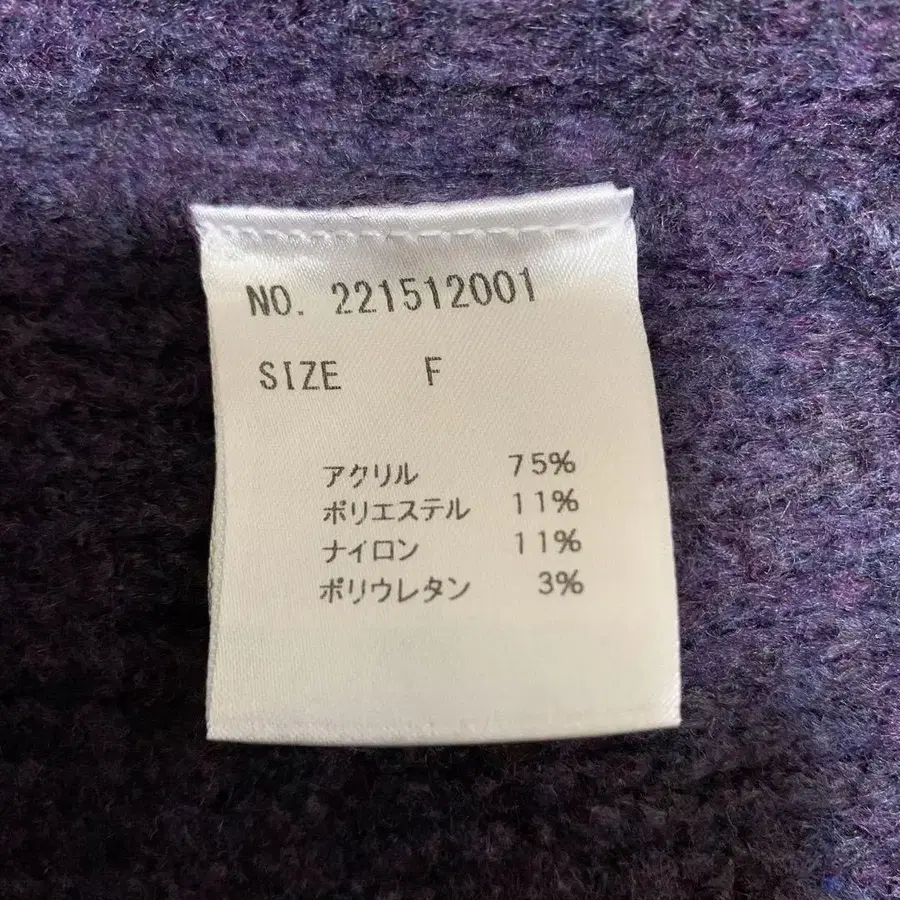 NO. 221512001
SIZE F
アクリル 75%
ポリエステル 11%
ナイロン 11%
ポリウレタン 3%